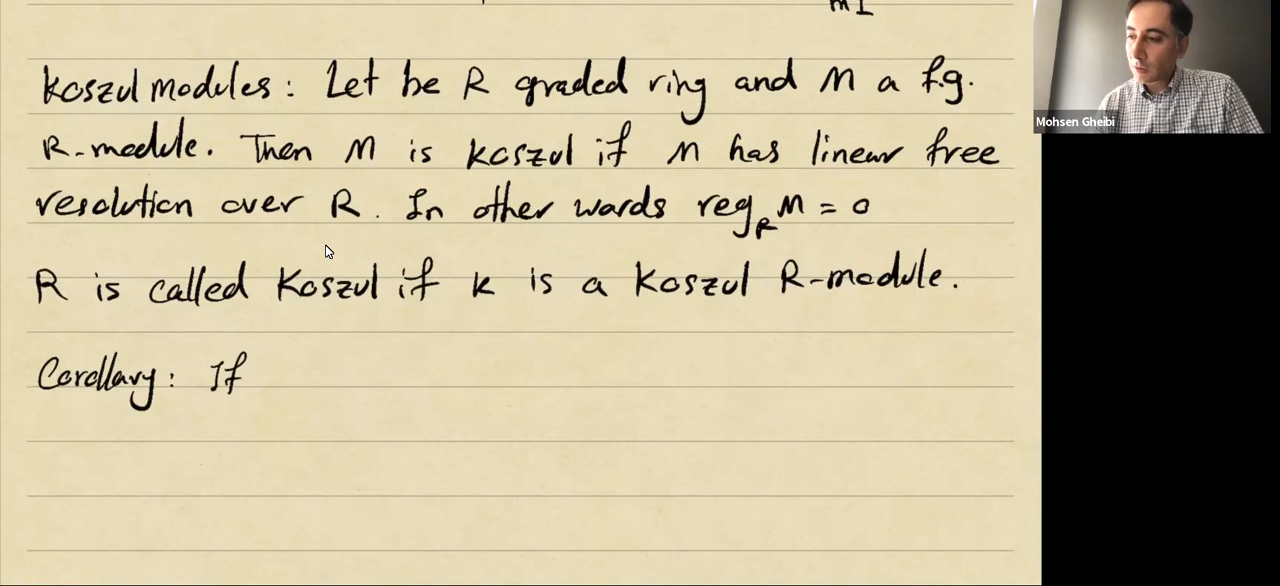 m I
Koszul modules: Let be R graded ring and M a f.g.
R-module. Then M is Koszul if M has linear free
resolution over R. In other words reg_R M = 0
R is called Koszul if k is a Koszul R-module.
Corollary: If
Mohsen Gheibi